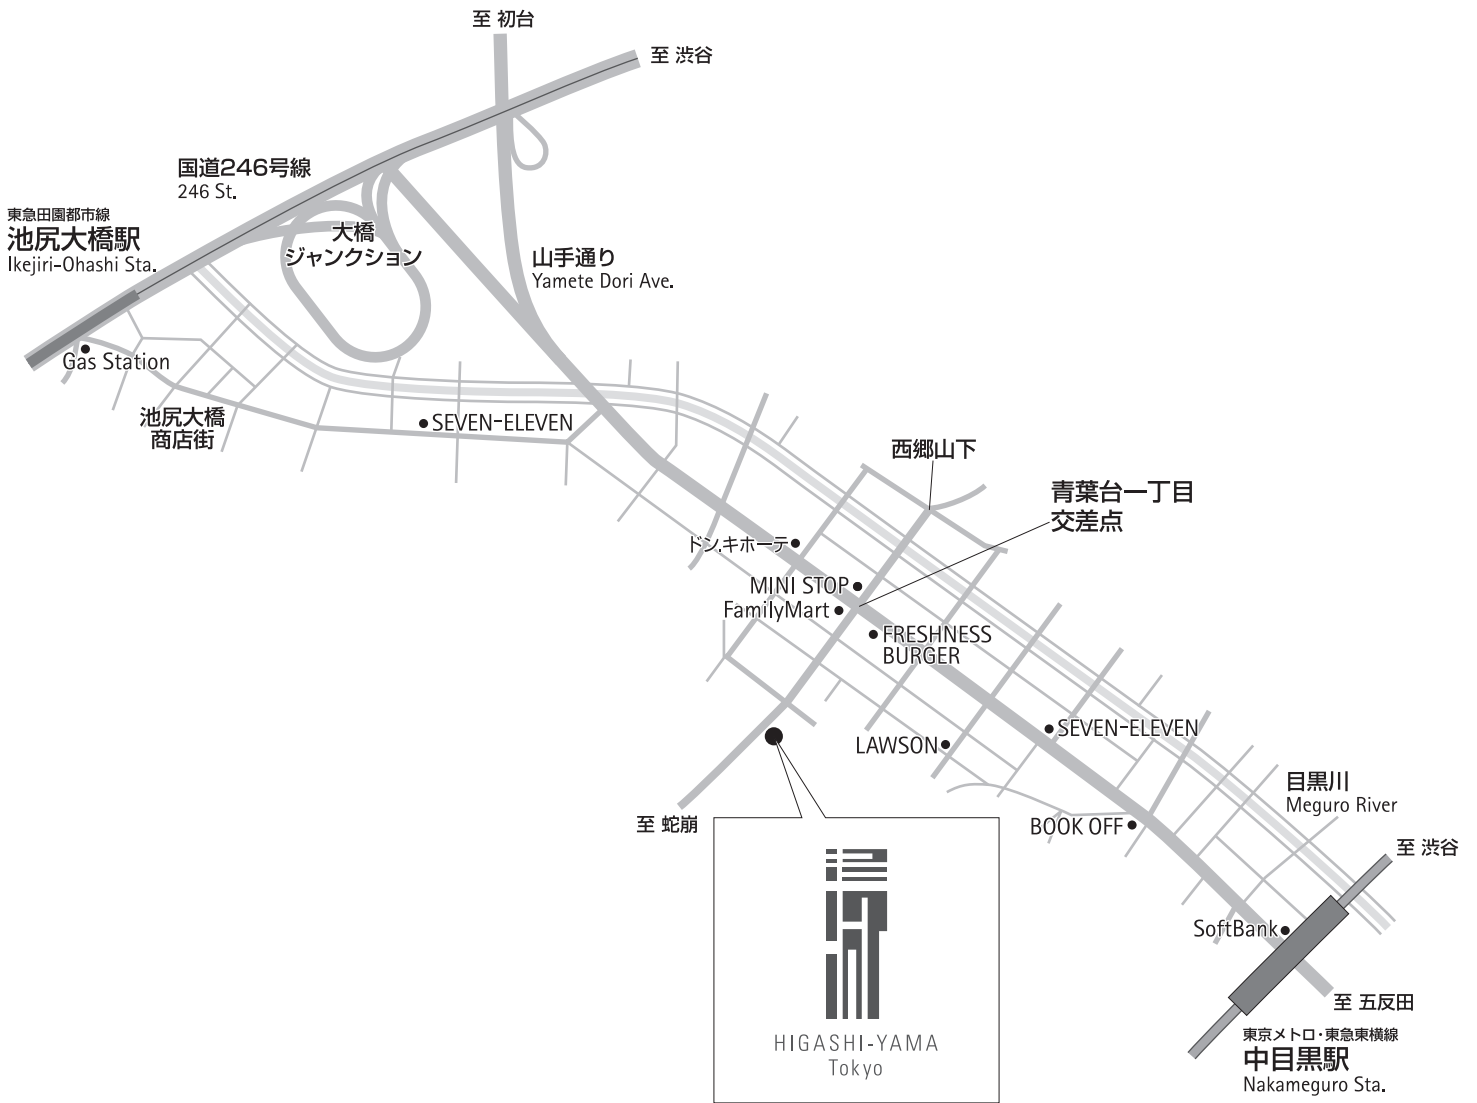 至 初台
至 渋谷
国道246号線
246 St.
東急田園都市線
池尻大橋駅
Ikejiri-Ohashi Sta.
大橋
ジャンクション
山手通り
Yamete Dori Ave.
Gas Station
池尻大橋
商店街
SEVEN-ELEVEN
西郷山下
青葉台一丁目
交差点
ドン.キホーテ
MINI STOP
FamilyMart
FRESHNESS
BURGER
SEVEN-ELEVEN
LAWSON
目黒川
Meguro River
至 蛇崩
BOOK OFF
至 渋谷
SoftBank
至 五反田
東京メトロ・東急東横線
中目黒駅
Nakameguro Sta.
HIGASHI-YAMA
Tokyo